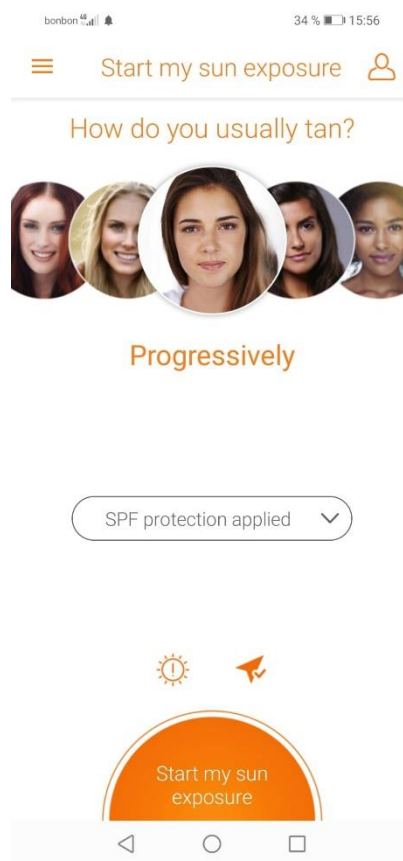 bonbon 4G 34 % 15:56
Start my sun exposure
How do you usually tan?
Progressively
SPF protection applied
Start my sun
exposure